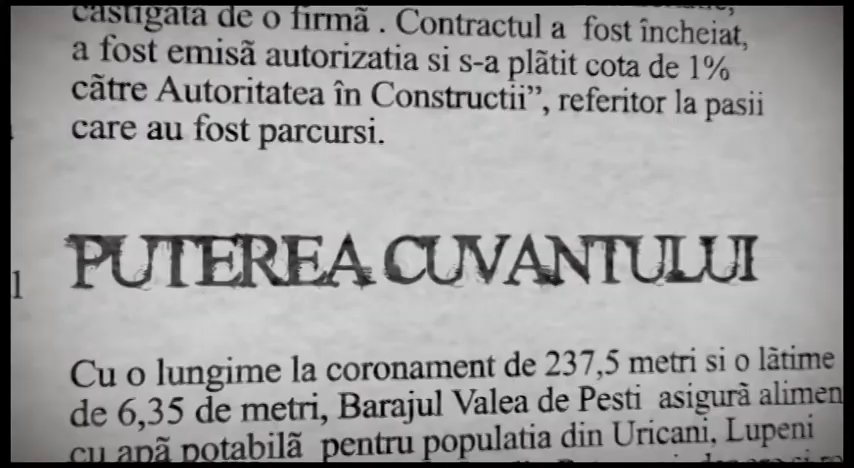 castigata de o firmã . Contractul a fost încheiat,
a fost emisã autorizatia si s-a plãtit cota de 1%
cãtre Autoritatea în Constructii”, referitor la pasii
care au fost parcursi.
PUTEREA CUVANTULUI
1
Cu o lungime la coronament de 237,5 metri si o lãtime
de 6,35 de metri, Barajul Valea de Pesti asigurã alimen
cu apã potabilã pentru populatia din Uricani, Lupeni